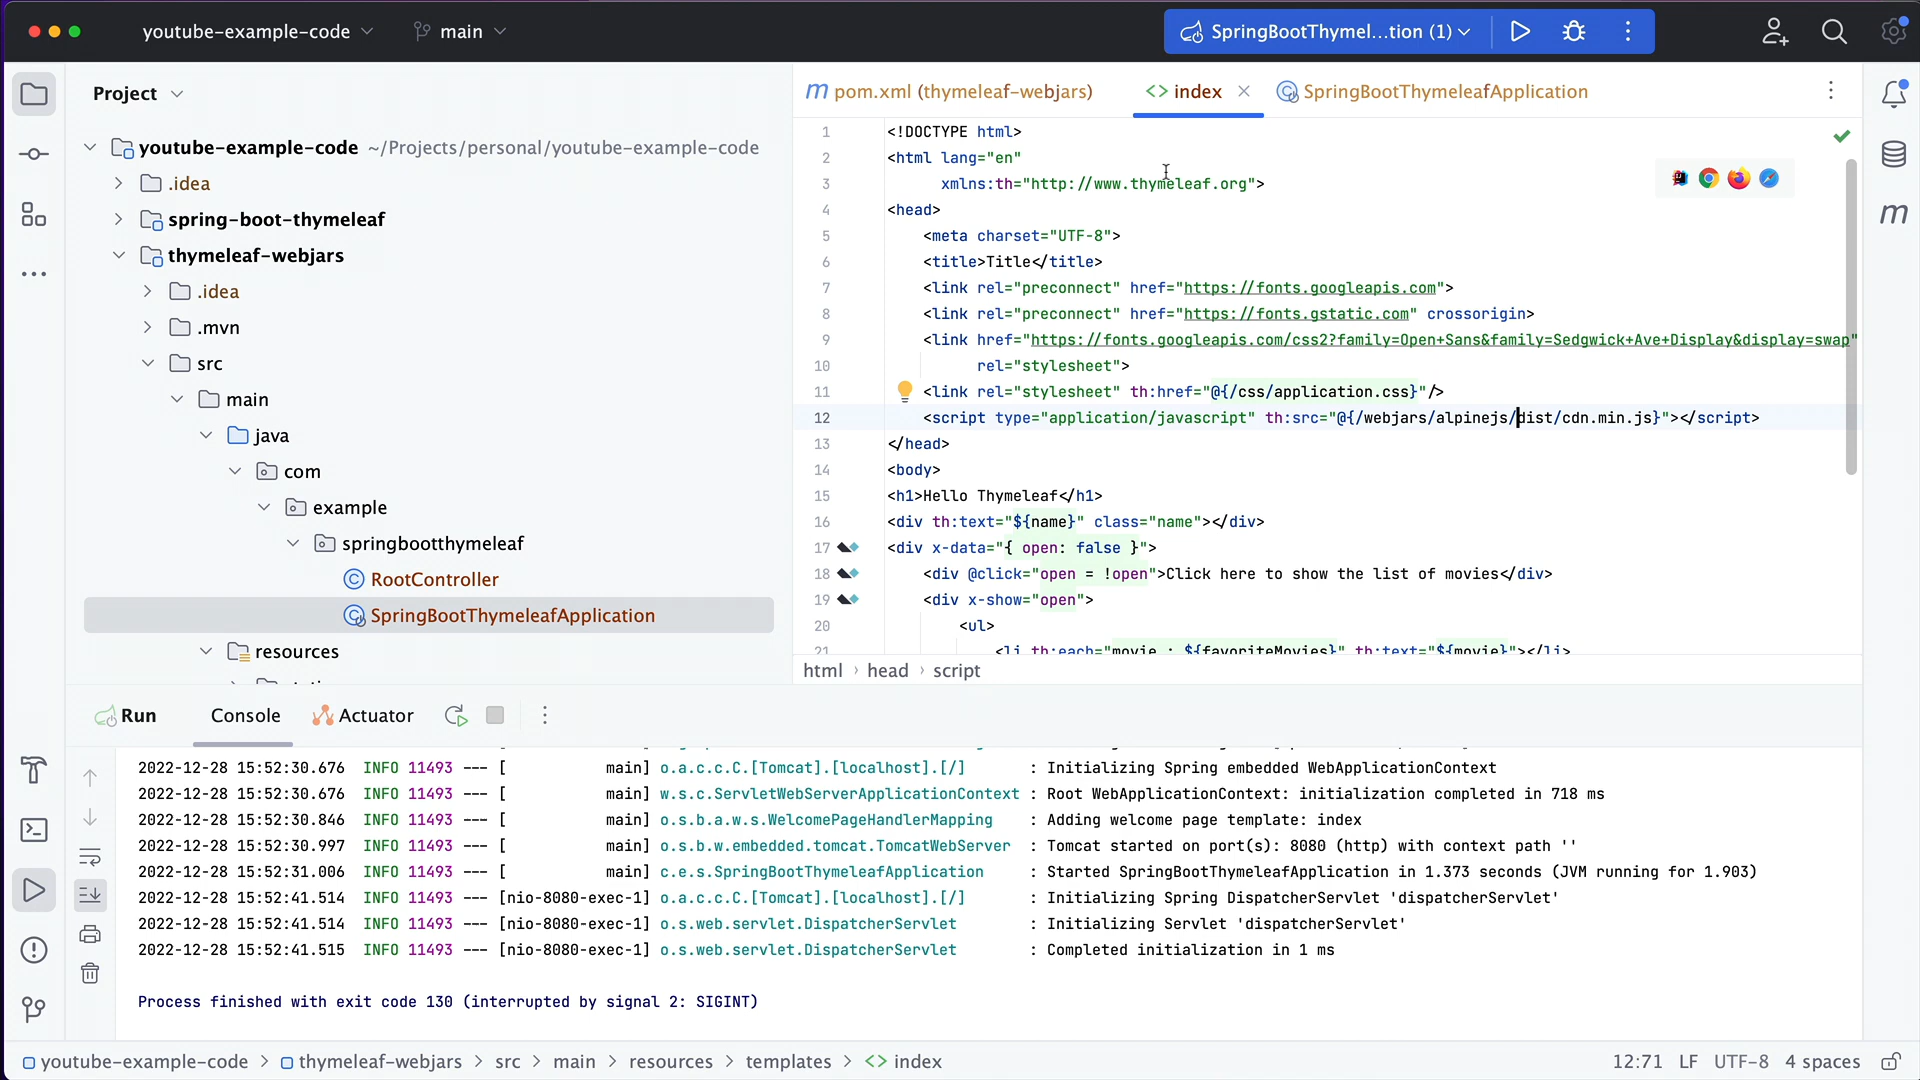 youtube-example-code
main
SpringBootThymel...tion (1)
Project
youtube-example-code ~/Projects/personal/youtube-example-code
.idea
spring-boot-thymeleaf
thymeleaf-webjars
.idea
.mvn
src
main
java
com
example
springbootthymeleaf
RootController
SpringBootThymeleafApplication
resources
m pom.xml (thymeleaf-webjars)
<> index
SpringBootThymeleafApplication
m
1 <!DOCTYPE html>
2 <html lang="en"
3 xmlns:th="http://www.thymeleaf.org">
4 <head>
5 <meta charset="UTF-8">
6 <title>Title</title>
7 <link rel="preconnect" href="https://fonts.googleapis.com">
8 <link rel="preconnect" href="https://fonts.gstatic.com" crossorigin>
9 <link href="https://fonts.googleapis.com/css2?family=Open+Sans&family=Sedgwick+Ave+Display&display=swap"
10 rel="stylesheet">
11 <link rel="stylesheet" th:href="@{/css/application.css}"/>
12 <script type="application/javascript" th:src="@{/webjars/alpinejs/dist/cdn.min.js}"></script>
13 </head>
14 <body>
15 <h1>Hello Thymeleaf</h1>
16 <div th:text="${name}" class="name"></div>
17 <div x-data="{ open: false }">
18 <div @click="open = !open">Click here to show the list of movies</div>
19 <div x-show="open">
20 <ul>
21 <li th:each="movie : ${favoriteMovies}" th:text="${movie}"></li>
html › head › script
Run
Console
Actuator
2022-12-28 15:52:30.676 INFO 11493 --- [ main] o.a.c.c.C.[Tomcat].[localhost].[/] : Initializing Spring embedded WebApplicationContext
2022-12-28 15:52:30.676 INFO 11493 --- [ main] w.s.c.ServletWebServerApplicationContext : Root WebApplicationContext: initialization completed in 718 ms
2022-12-28 15:52:30.846 INFO 11493 --- [ main] o.s.b.a.w.s.WelcomePageHandlerMapping : Adding welcome page template: index
2022-12-28 15:52:30.997 INFO 11493 --- [ main] o.s.b.w.embedded.tomcat.TomcatWebServer : Tomcat started on port(s): 8080 (http) with context path ''
2022-12-28 15:52:31.006 INFO 11493 --- [ main] c.e.s.SpringBootThymeleafApplication : Started SpringBootThymeleafApplication in 1.373 seconds (JVM running for 1.903)
2022-12-28 15:52:41.514 INFO 11493 --- [nio-8080-exec-1] o.a.c.c.C.[Tomcat].[localhost].[/] : Initializing Spring DispatcherServlet 'dispatcherServlet'
2022-12-28 15:52:41.514 INFO 11493 --- [nio-8080-exec-1] o.s.web.servlet.DispatcherServlet : Initializing Servlet 'dispatcherServlet'
2022-12-28 15:52:41.515 INFO 11493 --- [nio-8080-exec-1] o.s.web.servlet.DispatcherServlet : Completed initialization in 1 ms
Process finished with exit code 130 (interrupted by signal 2: SIGINT)
youtube-example-code > thymeleaf-webjars > src > main > resources > templates > <> index
12:71 LF UTF-8 4 spaces